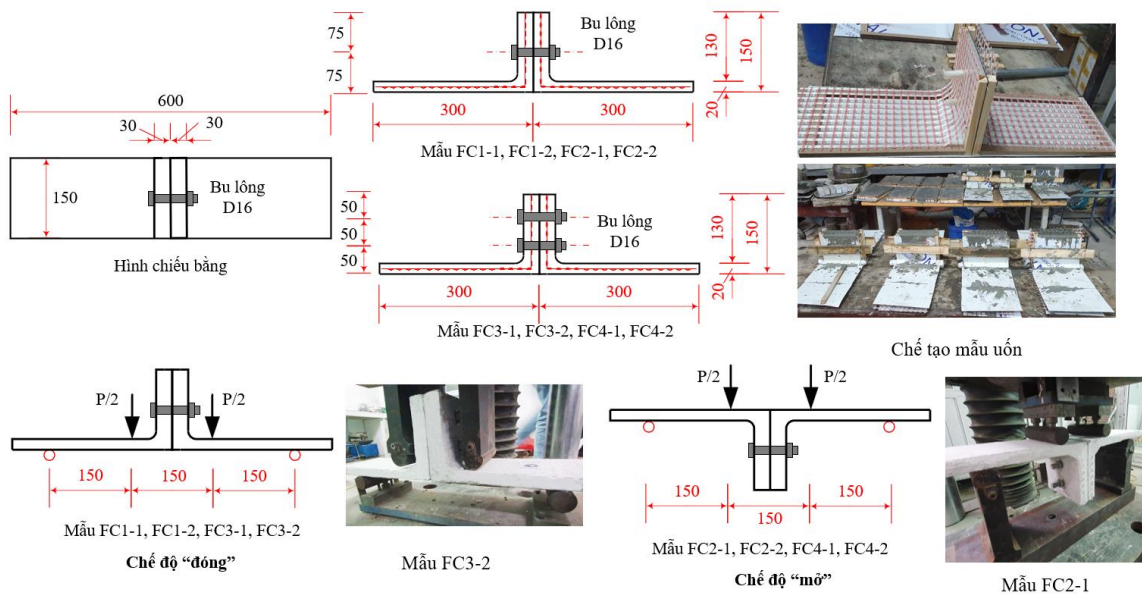 600
30
30
150
Bu lông
D16
Hình chiếu bằng
75
75
Bu lông
D16
130
150
20
300
300
Mẫu FC1-1, FC1-2, FC2-1, FC2-2
50
50
50
Bu lông
D16
130
150
20
300
300
Mẫu FC3-1, FC3-2, FC4-1, FC4-2
Chế tạo mẫu uốn
P/2
P/2
150
150
150
Mẫu FC1-1, FC1-2, FC3-1, FC3-2
Chế độ “đóng”
Mẫu FC3-2
P/2
P/2
150
150
150
Mẫu FC2-1, FC2-2, FC4-1, FC4-2
Chế độ “mở”
Mẫu FC2-1